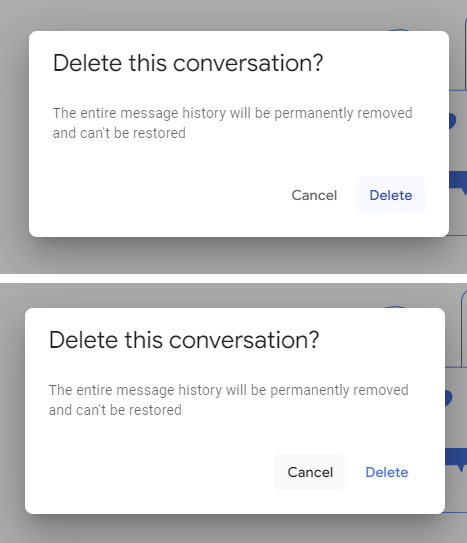 Delete this conversation?
The entire message history will be permanently removed
and can't be restored
Cancel Delete
Delete this conversation?
The entire message history will be permanently removed
and can't be restored
Cancel Delete